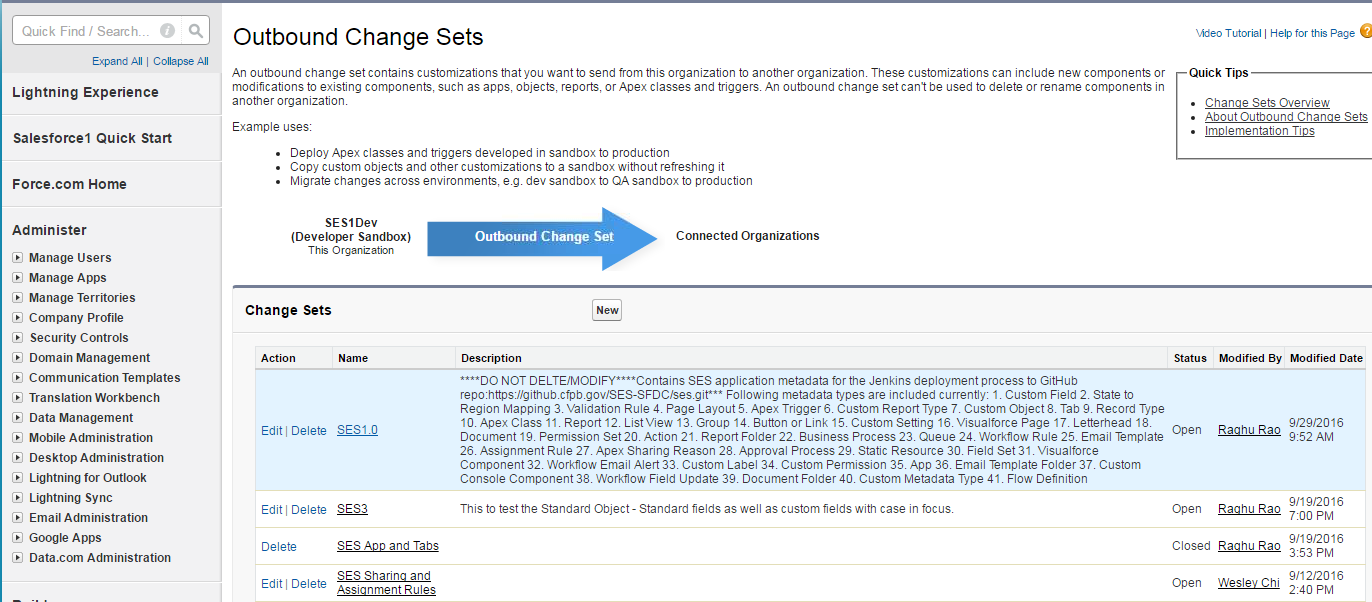 Quick Find / Search...
Expand All | Collapse All
Lightning Experience
Salesforce1 Quick Start
Force.com Home
Administer
Manage Users
Manage Apps
Manage Territories
Company Profile
Security Controls
Domain Management
Communication Templates
Translation Workbench
Data Management
Mobile Administration
Desktop Administration
Lightning for Outlook
Lightning Sync
Email Administration
Google Apps
Data.com Administration
Outbound Change Sets
Video Tutorial | Help for this Page
An outbound change set contains customizations that you want to send from this organization to another organization. These customizations can include new components or
modifications to existing components, such as apps, objects, reports, or Apex classes and triggers. An outbound change set can't be used to delete or rename components in
another organization.
Example uses:
• Deploy Apex classes and triggers developed in sandbox to production
• Copy custom objects and other customizations to a sandbox without refreshing it
• Migrate changes across environments, e.g. dev sandbox to QA sandbox to production
Quick Tips
• Change Sets Overview
• About Outbound Change Sets
• Implementation Tips
SES1Dev
(Developer Sandbox)
This Organization
Outbound Change Set
Connected Organizations
Change Sets
New
Action Name Description Status Modified By Modified Date
Edit | Delete SES1.0
****DO NOT DELTE/MODIFY****Contains SES application metadata for the Jenkins deployment process to GitHub
repo:https://github.cfpb.gov/SES-SFDC/ses.git*** Following metadata types are included currently: 1. Custom Field 2. State to
Region Mapping 3. Validation Rule 4. Page Layout 5. Apex Trigger 6. Custom Report Type 7. Custom Object 8. Tab 9. Record Type
10. Apex Class 11. Report 12. List View 13. Group 14. Button or Link 15. Custom Setting 16. Visualforce Page 17. Letterhead 18.
Document 19. Permission Set 20. Action 21. Report Folder 22. Business Process 23. Queue 24. Workflow Rule 25. Email Template
26. Assignment Rule 27. Apex Sharing Reason 28. Approval Process 29. Static Resource 30. Field Set 31. Visualforce
Component 32. Workflow Email Alert 33. Custom Label 34. Custom Permission 35. App 36. Email Template Folder 37. Custom
Console Component 38. Workflow Field Update 39. Document Folder 40. Custom Metadata Type 41. Flow Definition
Open Raghu Rao
9/29/2016
9:52 AM
Edit | Delete SES3 This to test the Standard Object - Standard fields as well as custom fields with case in focus. Open Raghu Rao
9/19/2016
7:00 PM
Delete SES App and Tabs Closed Raghu Rao
9/19/2016
3:53 PM
Edit | Delete
SES Sharing and
Assignment Rules
Open Wesley Chi
9/12/2016
2:40 PM